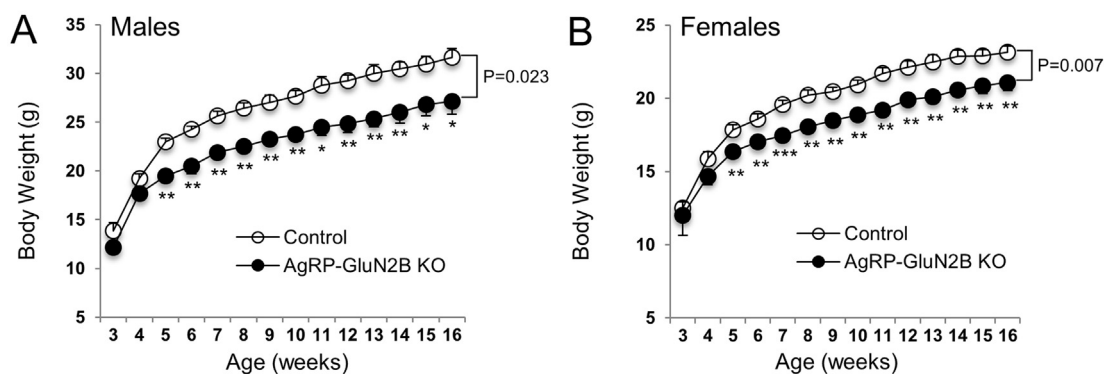 A Males
35
30
25
20
15
10
5
Body Weight (g)
P=0.023
** ** ** ** ** ** * ** ** ** * *
Control
AgRP-GluN2B KO
3 4 5 6 7 8 9 10 11 12 13 14 15 16
Age (weeks)
B Females
25
20
15
10
5
Body Weight (g)
P=0.007
** ** *** ** ** ** ** ** ** ** ** **
Control
AgRP-GluN2B KO
3 4 5 6 7 8 9 10 11 12 13 14 15 16
Age (weeks)